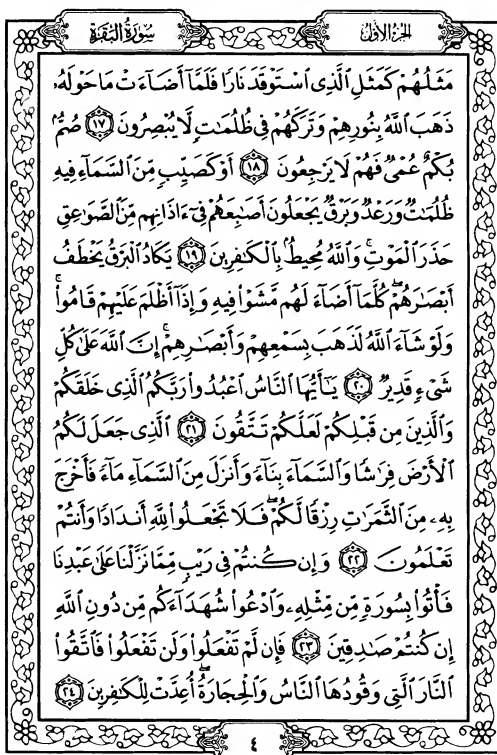 سُورَةُ البَقَرَةِ
الجُزْءُ الأَوَّلُ
مَثَلُهُمْ كَمَثَلِ ٱلَّذِى ٱسْتَوْقَدَ نَارًا فَلَمَّآ أَضَآءَتْ مَا حَوْلَهُۥ
ذَهَبَ ٱللَّهُ بِنُورِهِمْ وَتَرَكَهُمْ فِى ظُلُمَـٰتٍ لَّا يُبْصِرُونَ ١٧ صُمٌّۢ
بُكْمٌ عُمْىٌ فَهُمْ لَا يَرْجِعُونَ ١٨ أَوْ كَصَيِّبٍ مِّنَ ٱلسَّمَآءِ فِيهِ
ظُلُمَـٰتٌ وَرَعْدٌ وَبَرْقٌ يَجْعَلُونَ أَصَـٰبِعَهُمْ فِىٓ ءَاذَانِهِم مِّنَ ٱلصَّوَٰعِقِ
حَذَرَ ٱلْمَوْتِ ۚ وَٱللَّهُ مُحِيطٌۢ بِٱلْكَـٰفِرِينَ ١٩ يَكَادُ ٱلْبَرْقُ يَخْطَفُ
أَبْصَـٰرَهُمْ ۖ كُلَّمَآ أَضَآءَ لَهُم مَّشَوْا۟ فِيهِ وَإِذَآ أَظْلَمَ عَلَيْهِمْ قَامُوا۟ ۚ
وَلَوْ شَآءَ ٱللَّهُ لَذَهَبَ بِسَمْعِهِمْ وَأَبْصَـٰرِهِمْ ۚ إِنَّ ٱللَّهَ عَلَىٰ كُلِّ
شَىْءٍ قَدِيرٌ ٢٠ يَـٰٓأَيُّهَا ٱلنَّاسُ ٱعْبُدُوا۟ رَبَّكُمُ ٱلَّذِى خَلَقَكُمْ
وَٱلَّذِينَ مِن قَبْلِكُمْ لَعَلَّكُمْ تَتَّقُونَ ٢١ ٱلَّذِى جَعَلَ لَكُمُ
ٱلْأَرْضَ فِرَٰشًا وَٱلسَّمَآءَ بِنَآءً وَأَنزَلَ مِنَ ٱلسَّمَآءِ مَآءً فَأَخْرَجَ
بِهِۦ مِنَ ٱلثَّمَرَٰتِ رِزْقًا لَّكُمْ ۖ فَلَا تَجْعَلُوا۟ لِلَّهِ أَندَادًا وَأَنتُمْ
تَعْلَمُونَ ٢٢ وَإِن كُنتُمْ فِى رَيْبٍ مِّمَّا نَزَّلْنَا عَلَىٰ عَبْدِنَا
فَأْتُوا۟ بِسُورَةٍ مِّن مِّثْلِهِۦ وَٱدْعُوا۟ شُهَدَآءَكُم مِّن دُونِ ٱللَّهِ
إِن كُنتُمْ صَـٰدِقِينَ ٢٣ فَإِن لَّمْ تَفْعَلُوا۟ وَلَن تَفْعَلُوا۟ فَٱتَّقُوا۟
ٱلنَّارَ ٱلَّتِى وَقُودُهَا ٱلنَّاسُ وَٱلْحِجَارَةُ ۖ أُعِدَّتْ لِلْكَـٰفِرِينَ ٢٤
٤